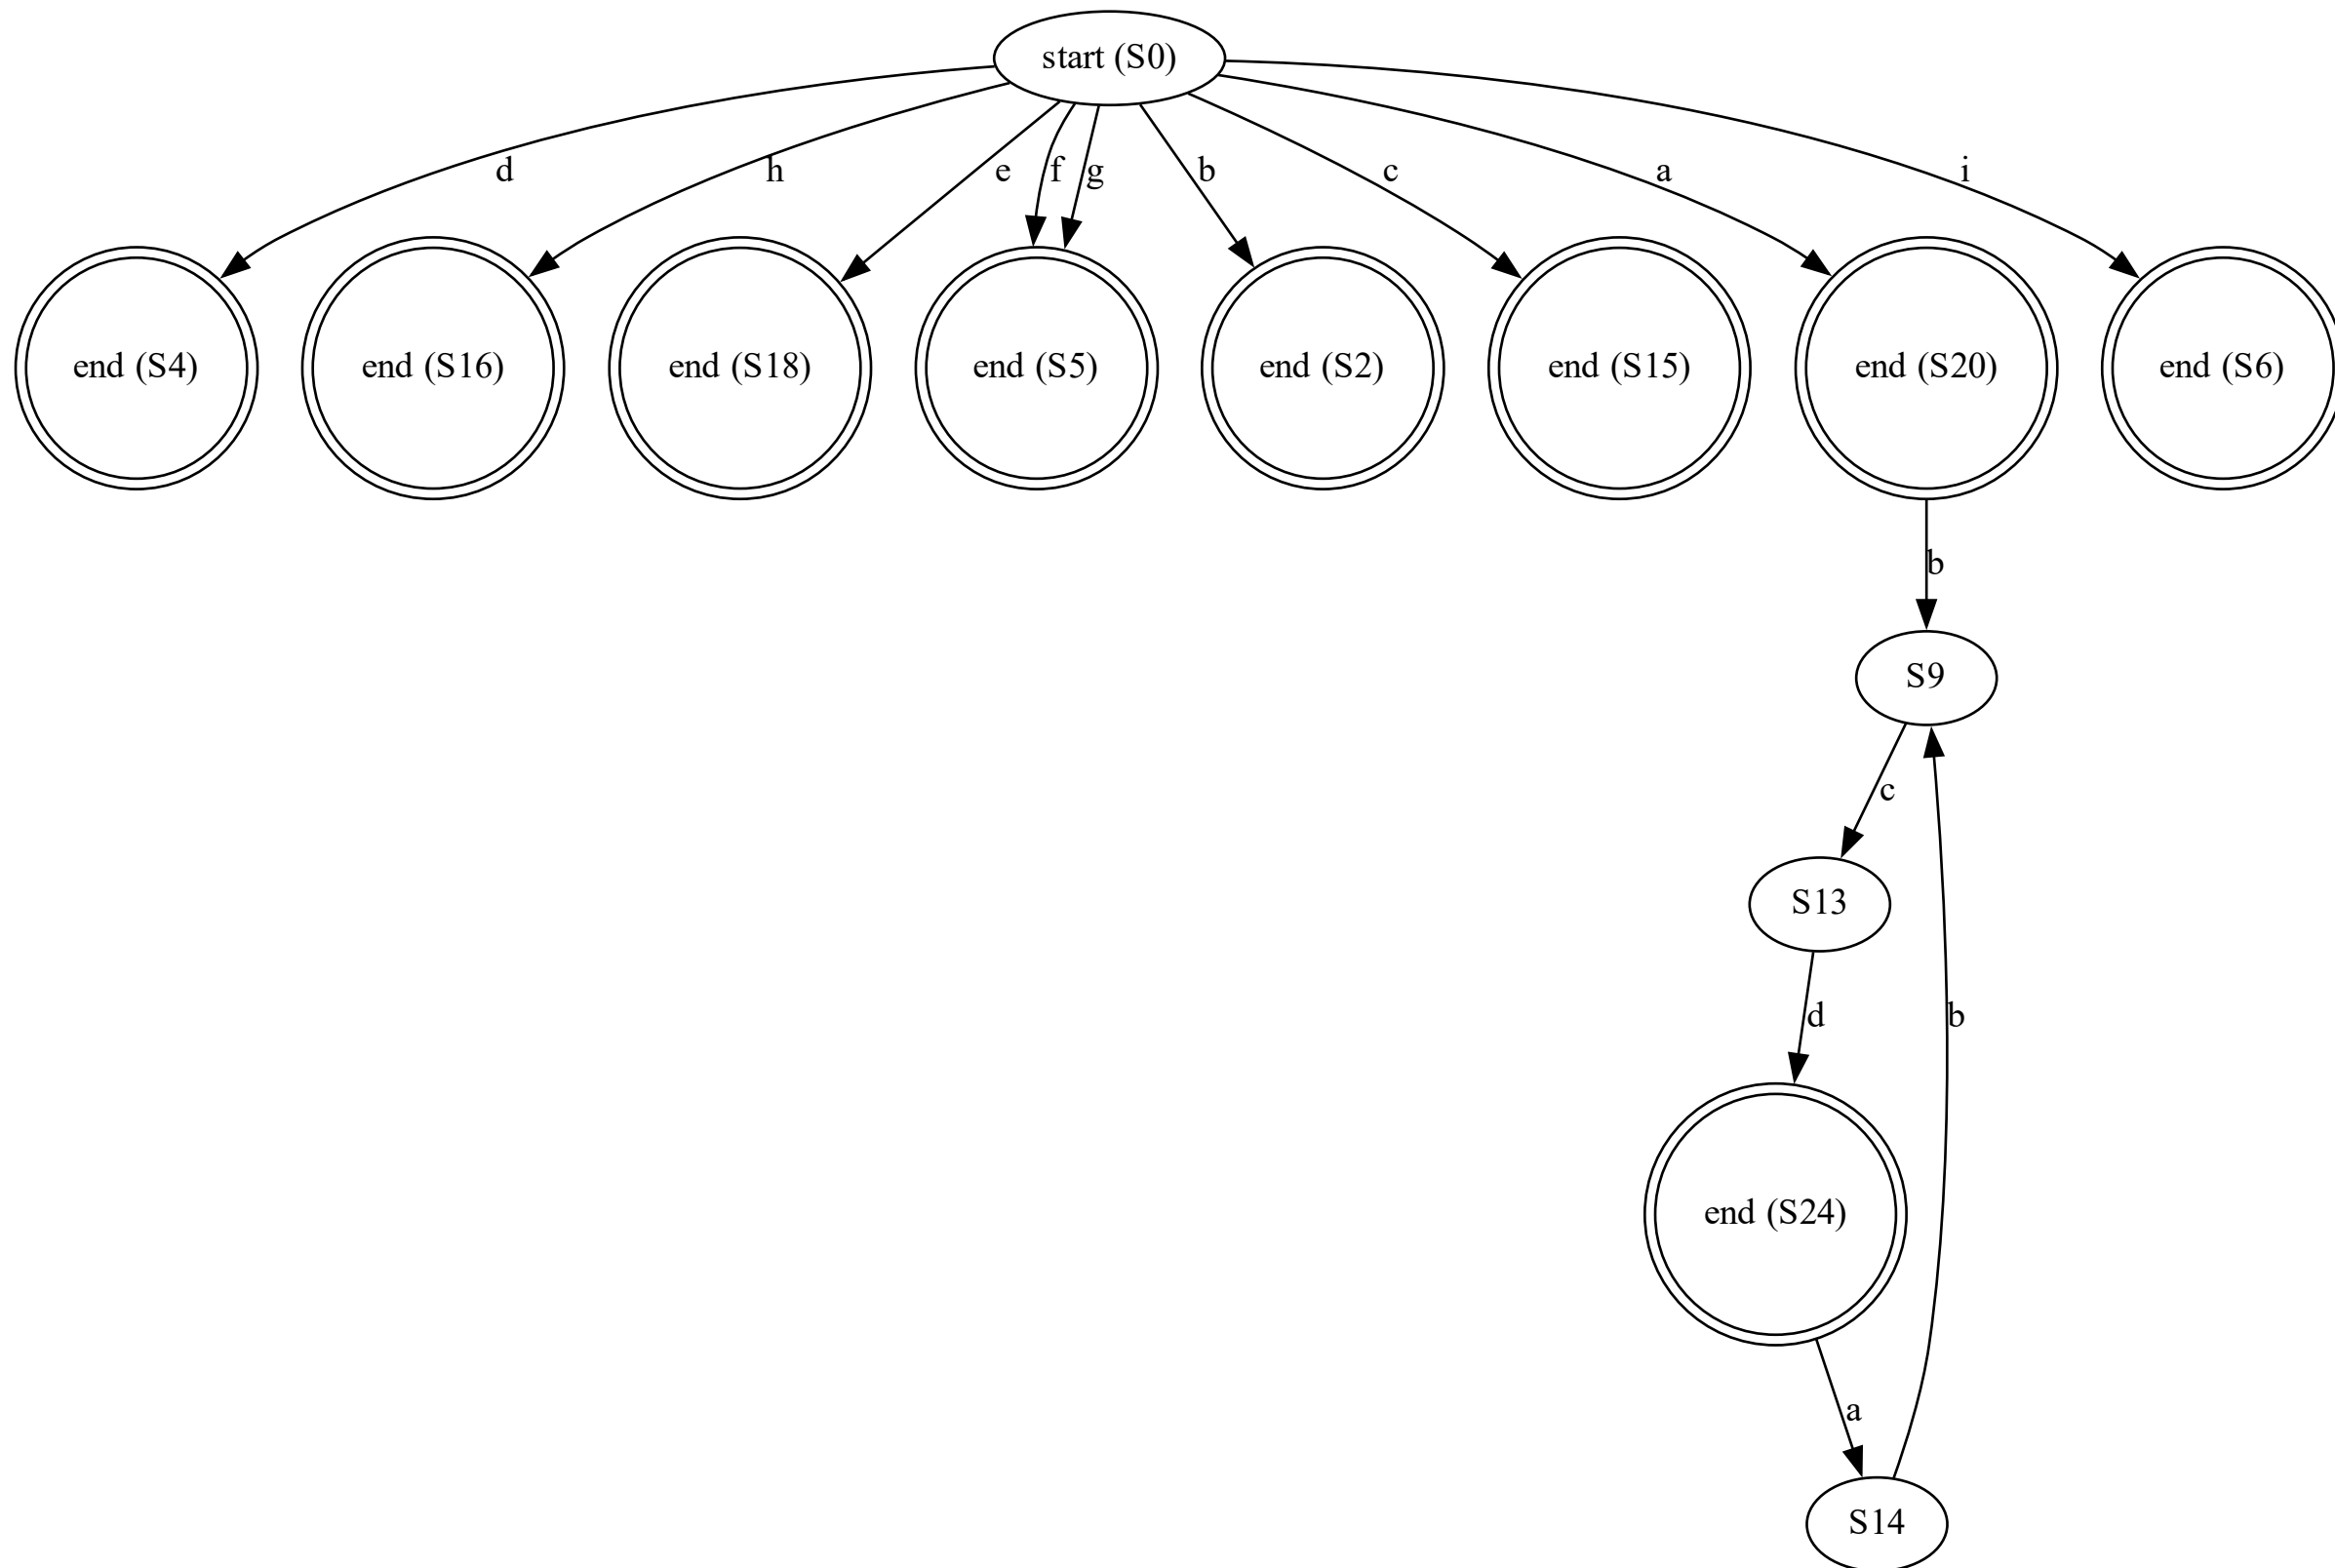 start (S0)
d
h
e
f
g
b
c
a
i
end (S4)
end (S16)
end (S18)
end (S5)
end (S2)
end (S15)
end (S20)
end (S6)
b
S9
c
S13
d
b
end (S24)
a
S14